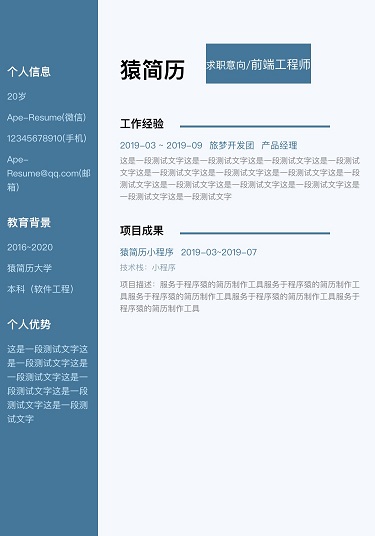 个人信息
20岁
Ape-Resume(微信)
12345678910(手机)
Ape-
Resume@qq.com(邮
箱)
教育背景
2016~2020
猿简历大学
本科（软件工程）
个人优势
这是一段测试文字这
是一段测试文字这是
一段测试文字这是一
段测试文字这是一段
测试文字这是一段测
试文字
猿简历
求职意向/前端工程师
工作经验
2019-03 ~ 2019-09 旅梦开发团 产品经理
这是一段测试文字这是一段测试文字这是一段测试文字这是一段测试
文字这是一段测试文字这是一段测试文字这是一段测试文字这是一段
测试文字这是一段测试文字这是一段测试文字这是一段测试文字这是
一段测试文字这是一段测试文字
项目成果
猿简历小程序 2019-03~2019-07
技术栈：小程序
项目描述：服务于程序猿的简历制作工具服务于程序猿的简历制作工
具服务于程序猿的简历制作工具服务于程序猿的简历制作工具服务于
程序猿的简历制作工具